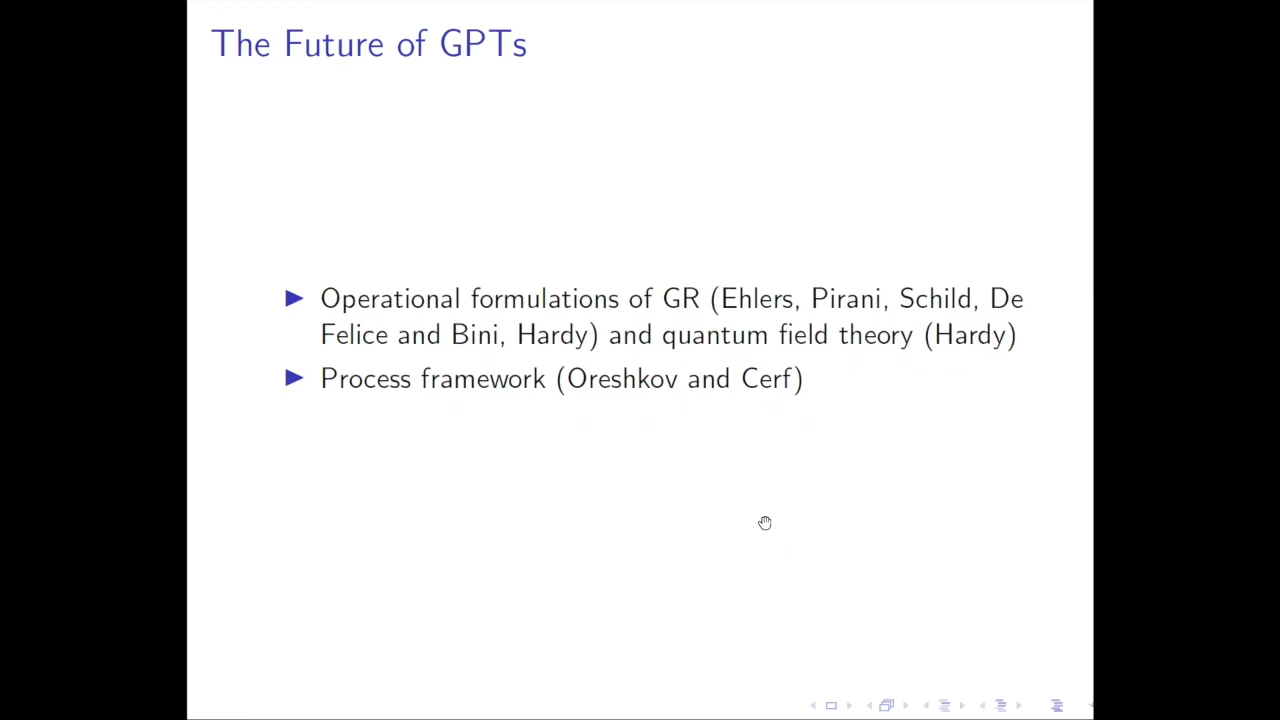 The Future of GPTs
Operational formulations of GR (Ehlers, Pirani, Schild, De
Felice and Bini, Hardy) and quantum field theory (Hardy)
Process framework (Oreshkov and Cerf)